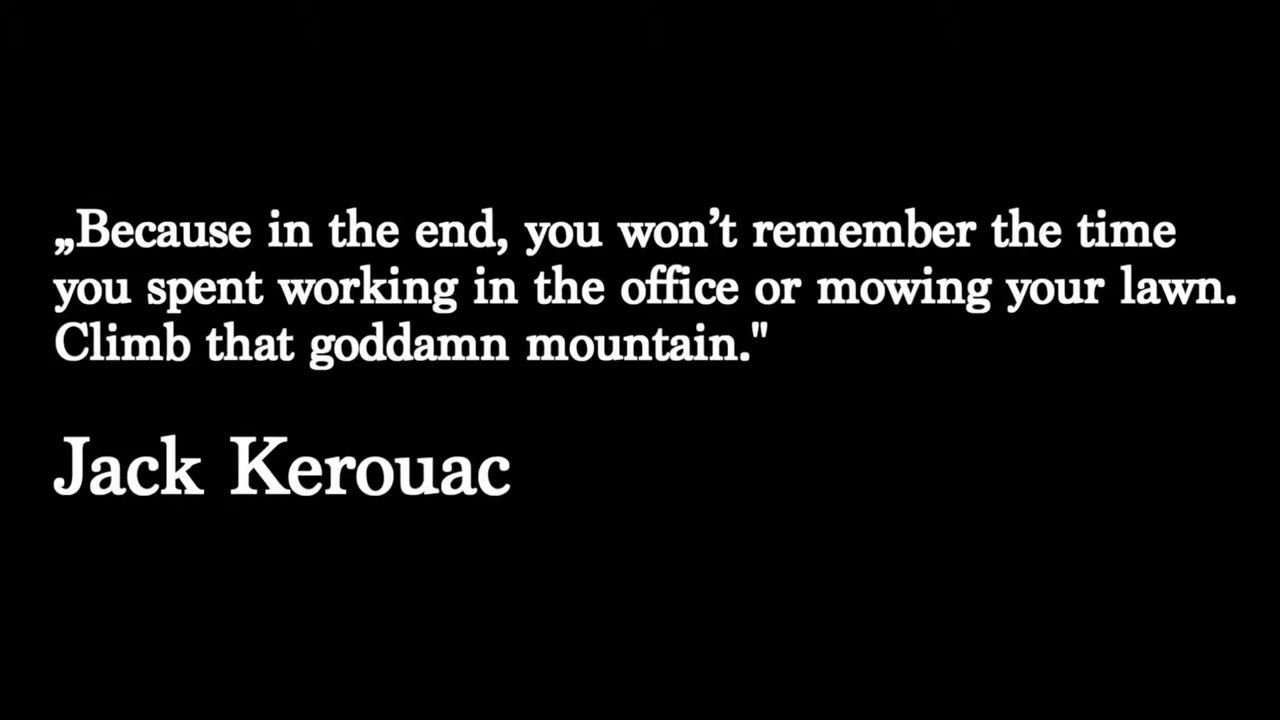 „Because in the end, you won’t remember the time
you spent working in the office or mowing your lawn.
Climb that goddamn mountain."
Jack Kerouac